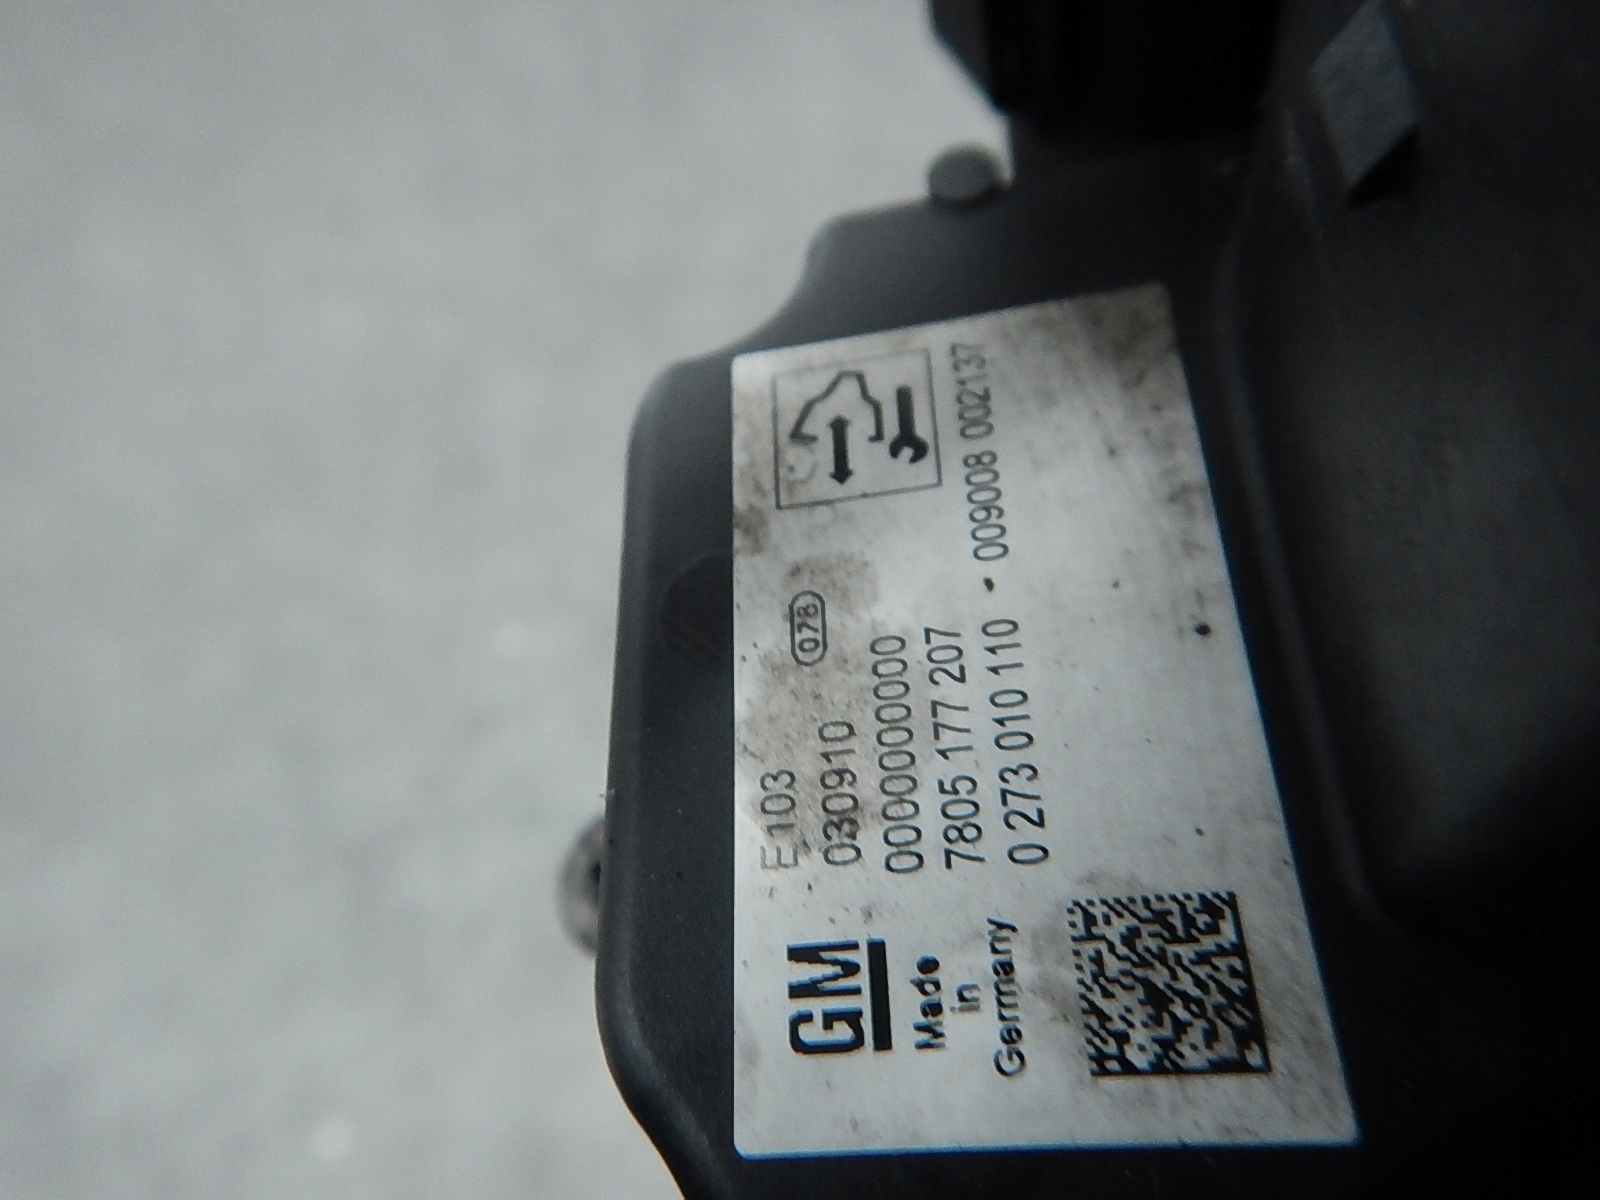 E103
030910 078
0000000000
7805 177 207
0 273 010 110 • 009008 002137
GM
Made
in
Germany